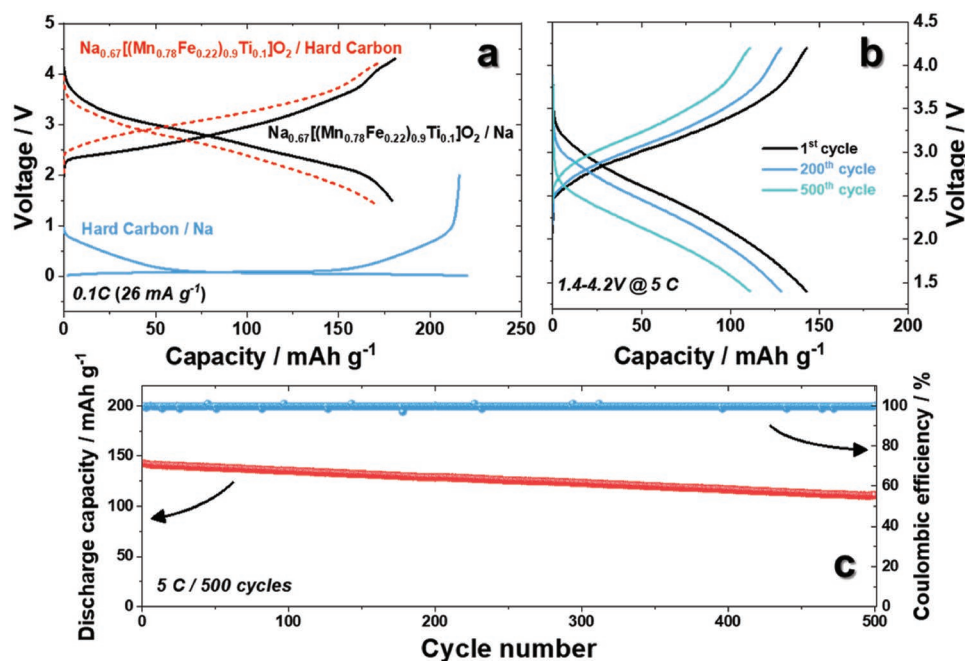 a
Na0.67[(Mn0.78Fe0.22)0.9Ti0.1]O2 / Hard Carbon
Na0.67[(Mn0.78Fe0.22)0.9Ti0.1]O2 / Na
Hard Carbon / Na
0.1C (26 mA g-1)
Voltage / V
5
4
3
2
1
0
0 50 100 150 200 250
Capacity / mAh g-1
b
1st cycle
200th cycle
500th cycle
1.4-4.2V @ 5 C
4.5
4.0
3.5
3.0
2.5
2.0
1.5
Voltage / V
0 50 100 150 200
Capacity / mAh g-1
Discharge capacity / mAh g-1
200
150
100
50
0
5 C / 500 cycles
c
100
80
60
40
20
0
Coulombic efficiency / %
0 100 200 300 400 500
Cycle number